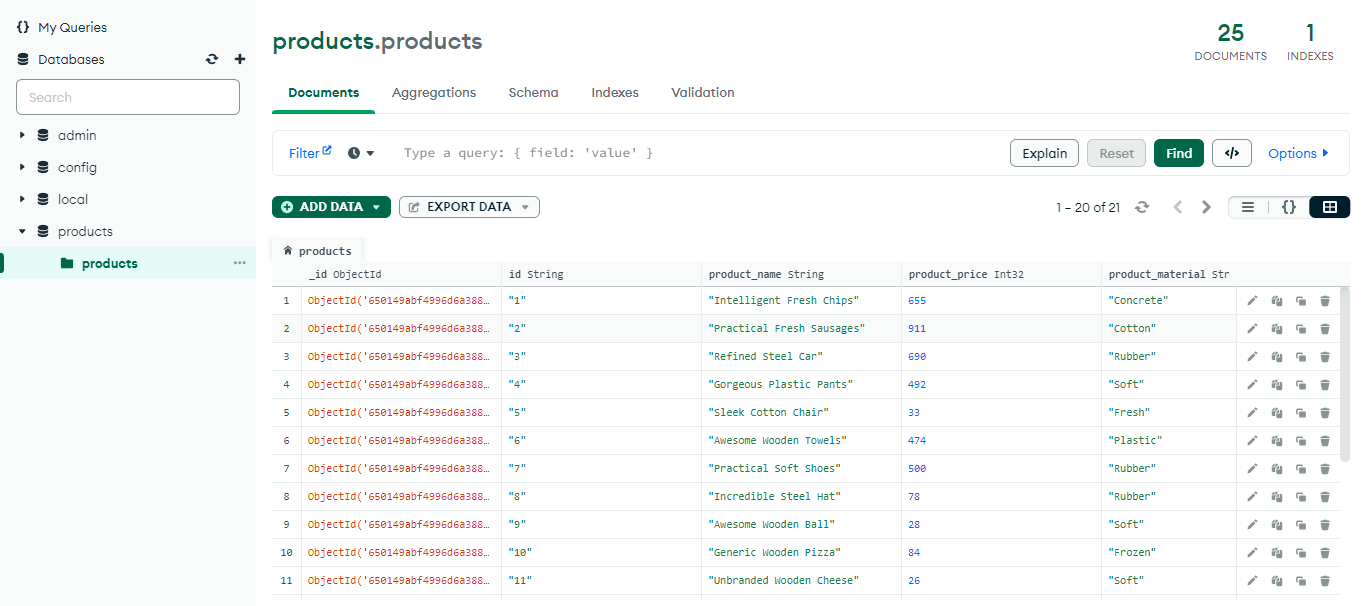 My Queries
Databases
Search
admin
config
local
products
products
products.products
25
DOCUMENTS
1
INDEXES
Documents Aggregations Schema Indexes Validation
Filter Type a query: { field: 'value' } Explain Reset Find </> Options
ADD DATA EXPORT DATA 1 – 20 of 21 {}
products
_id ObjectId id String product_name String product_price Int32 product_material Str
1 ObjectId('650149abf4996d6a388… "1" "Intelligent Fresh Chips" 655 "Concrete"
2 ObjectId('650149abf4996d6a388… "2" "Practical Fresh Sausages" 911 "Cotton"
3 ObjectId('650149abf4996d6a388… "3" "Refined Steel Car" 690 "Rubber"
4 ObjectId('650149abf4996d6a388… "4" "Gorgeous Plastic Pants" 492 "Soft"
5 ObjectId('650149abf4996d6a388… "5" "Sleek Cotton Chair" 33 "Fresh"
6 ObjectId('650149abf4996d6a388… "6" "Awesome Wooden Towels" 474 "Plastic"
7 ObjectId('650149abf4996d6a388… "7" "Practical Soft Shoes" 500 "Rubber"
8 ObjectId('650149abf4996d6a388… "8" "Incredible Steel Hat" 78 "Rubber"
9 ObjectId('650149abf4996d6a388… "9" "Awesome Wooden Ball" 28 "Soft"
10 ObjectId('650149abf4996d6a388… "10" "Generic Wooden Pizza" 84 "Frozen"
11 ObjectId('650149abf4996d6a388… "11" "Unbranded Wooden Cheese" 26 "Soft"